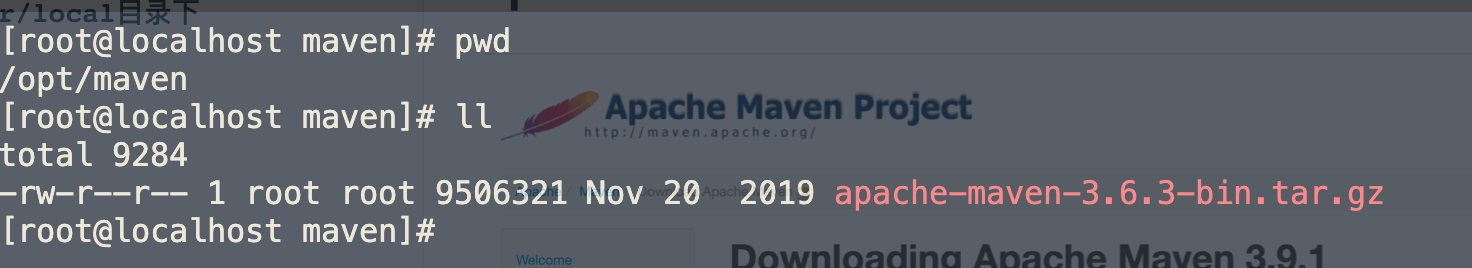 r/local目录下
[root@localhost maven]# pwd
/opt/maven
[root@localhost maven]# ll
total 9284
-rw-r--r-- 1 root root 9506321 Nov 20  2019 apache-maven-3.6.3-bin.tar.gz
[root@localhost maven]#
Apache Maven Project
http://maven.apache.org/
Welcome
Downloading Apache Maven 3.9.1